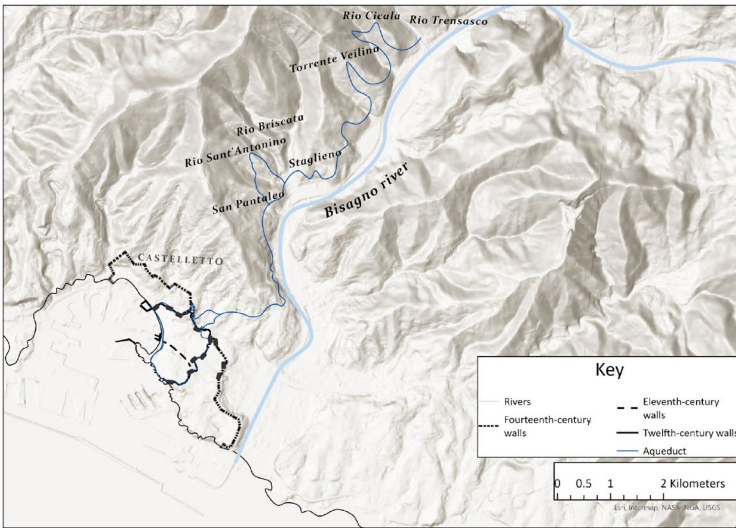 Rio Cicala
Rio Trensasco
Torrente Veilino
Rio Briscata
Rio Sant'Antonino
Staglieno
San Pantaleo
Bisagno river
CASTELLETTO
Key
Rivers
Fourteenth-century
walls
Eleventh-century
walls
Twelfth-century walls
Aqueduct
0 0.5 1 2 Kilometers
Esri, Intermap, NASA, NGA, USGS